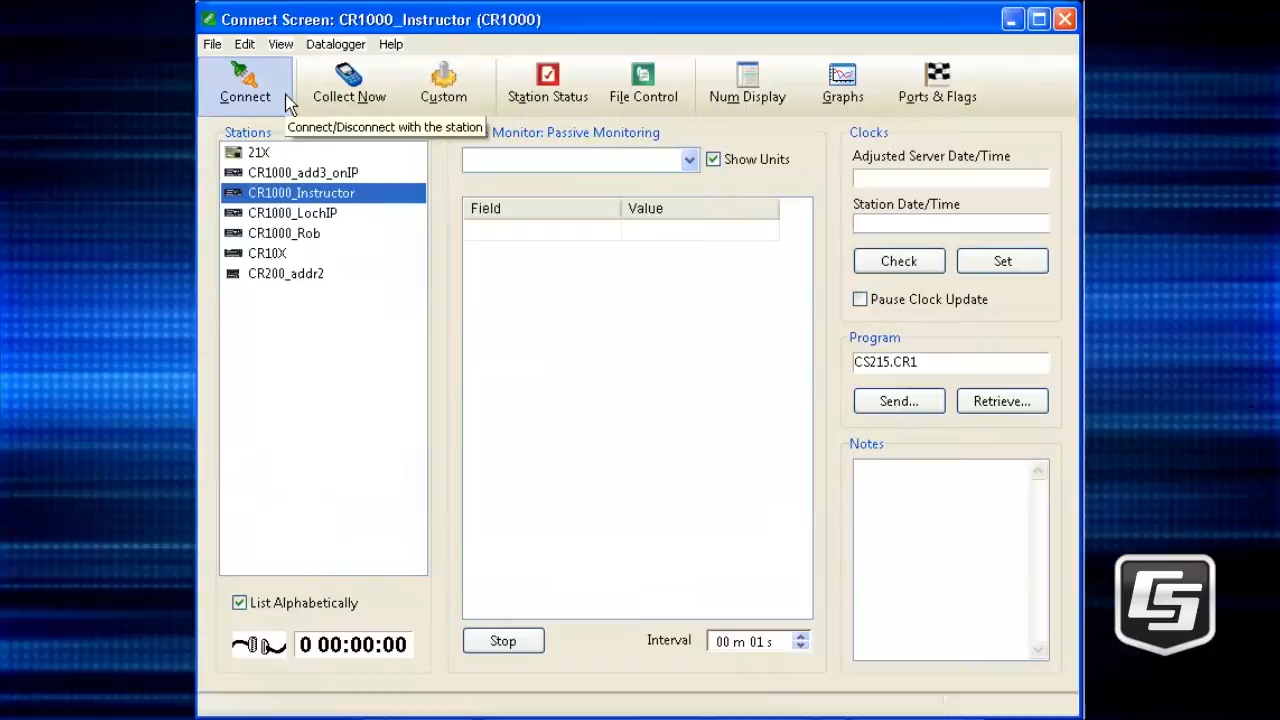 Connect Screen: CR1000_Instructor (CR1000)
File Edit View Datalogger Help
Connect Collect Now Custom Station Status File Control Num Display Graphs Ports & Flags
Connect/Disconnect with the station
Stations
21X
CR1000_add3_onIP
CR1000_Instructor
CR1000_LochIP
CR1000_Rob
CR10X
CR200_addr2
List Alphabetically
0 00:00:00
Monitor: Passive Monitoring
Show Units
Field Value
Stop Interval 00 m 01 s
Clocks
Adjusted Server Date/Time
Station Date/Time
Check Set
Pause Clock Update
Program
CS215.CR1
Send... Retrieve...
Notes
CS